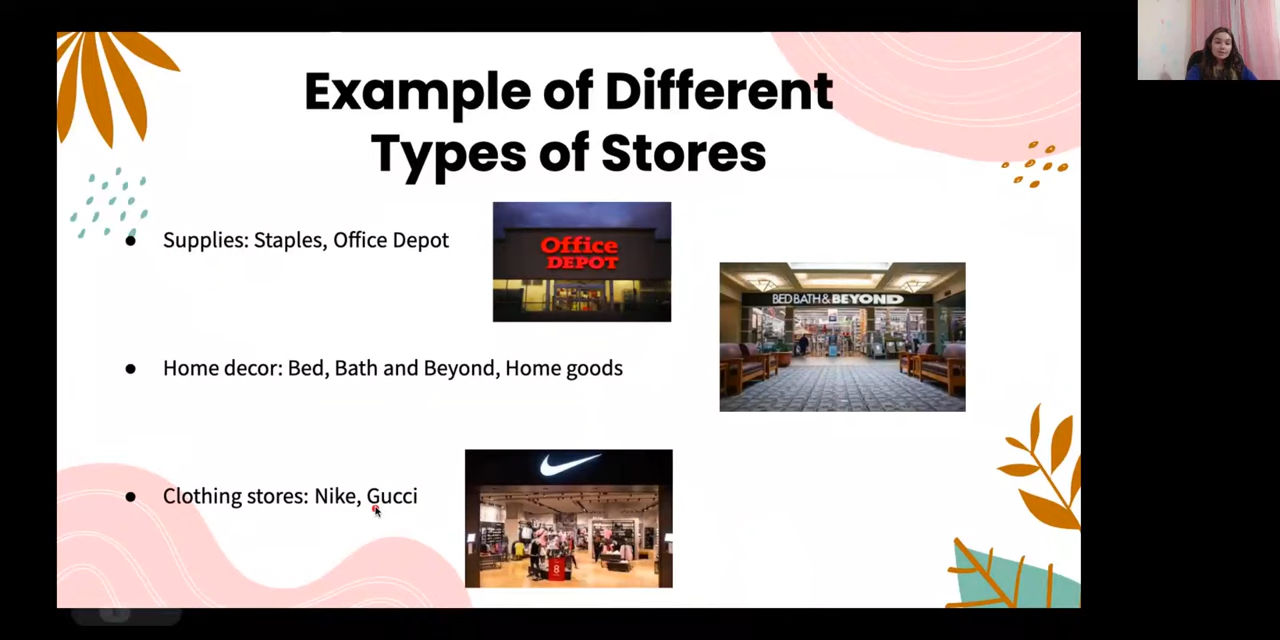 Example of Different
Types of Stores
Supplies: Staples, Office Depot
Office
DEPOT
BED BATH & BEYOND
Home decor: Bed, Bath and Beyond, Home goods
Clothing stores: Nike, Gucci
8